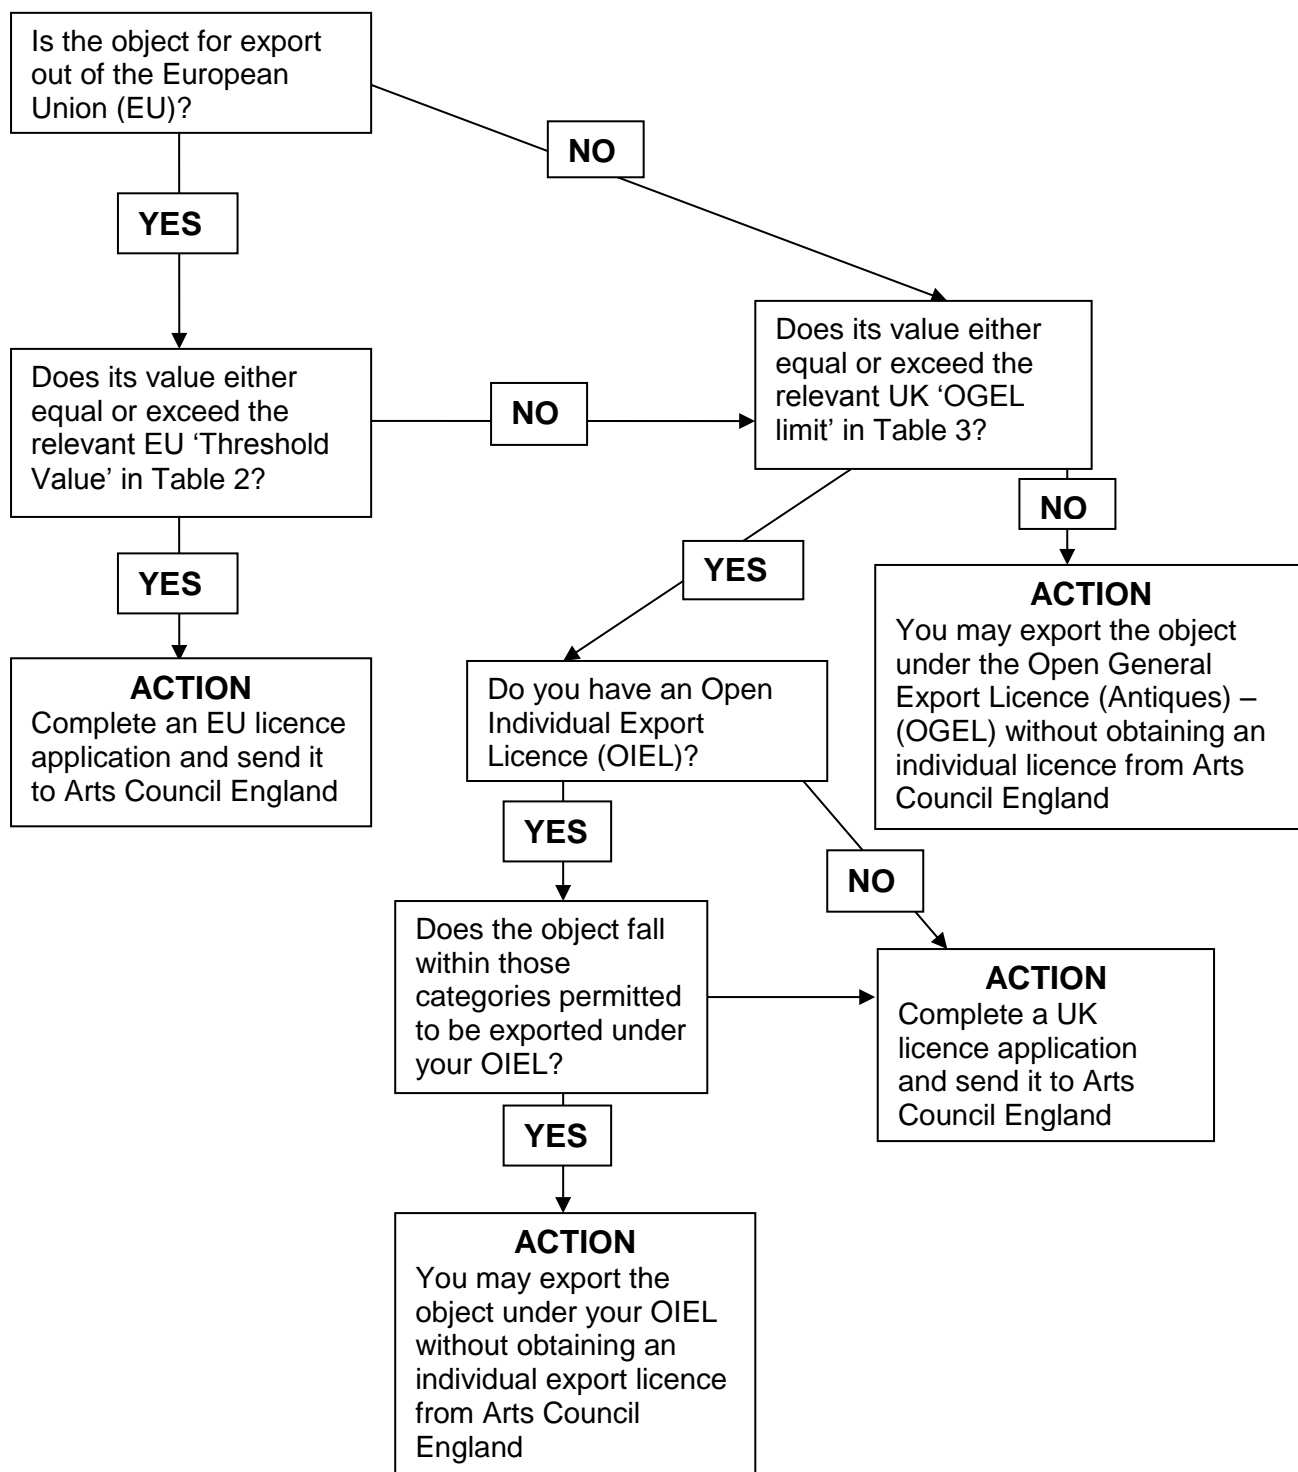 Is the object for export
out of the European
Union (EU)?
NO
YES
Does its value either
equal or exceed the
relevant UK ‘OGEL
limit’ in Table 3?
Does its value either
equal or exceed the
relevant EU ‘Threshold
Value’ in Table 2?
NO
NO
YES
YES
ACTION
You may export the object
under the Open General
Export Licence (Antiques) –
(OGEL) without obtaining an
individual licence from Arts
Council England
ACTION
Complete an EU licence
application and send it
to Arts Council England
Do you have an Open
Individual Export
Licence (OIEL)?
YES
NO
Does the object fall
within those
categories permitted
to be exported under
your OIEL?
ACTION
Complete a UK
licence application
and send it to Arts
Council England
YES
ACTION
You may export the
object under your OIEL
without obtaining an
individual export licence
from Arts Council
England